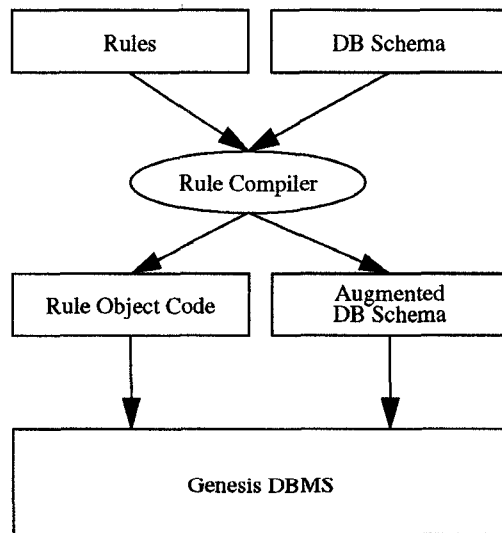 Rules
DB Schema
Rule Compiler
Rule Object Code
Augmented
DB Schema
Genesis DBMS